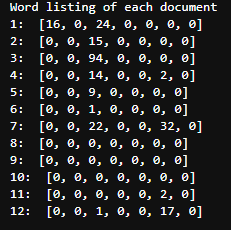 Word listing of each document
1: [16, 0, 24, 0, 0, 0, 0]
2: [0, 0, 15, 0, 0, 0, 0]
3: [0, 0, 94, 0, 0, 0, 0]
4: [0, 0, 14, 0, 0, 2, 0]
5: [0, 0, 9, 0, 0, 0, 0]
6: [0, 0, 1, 0, 0, 0, 0]
7: [0, 0, 22, 0, 0, 32, 0]
8: [0, 0, 0, 0, 0, 0, 0]
9: [0, 0, 0, 0, 0, 0, 0]
10: [0, 0, 0, 0, 0, 0, 0]
11: [0, 0, 0, 0, 0, 2, 0]
12: [0, 0, 1, 0, 0, 17, 0]